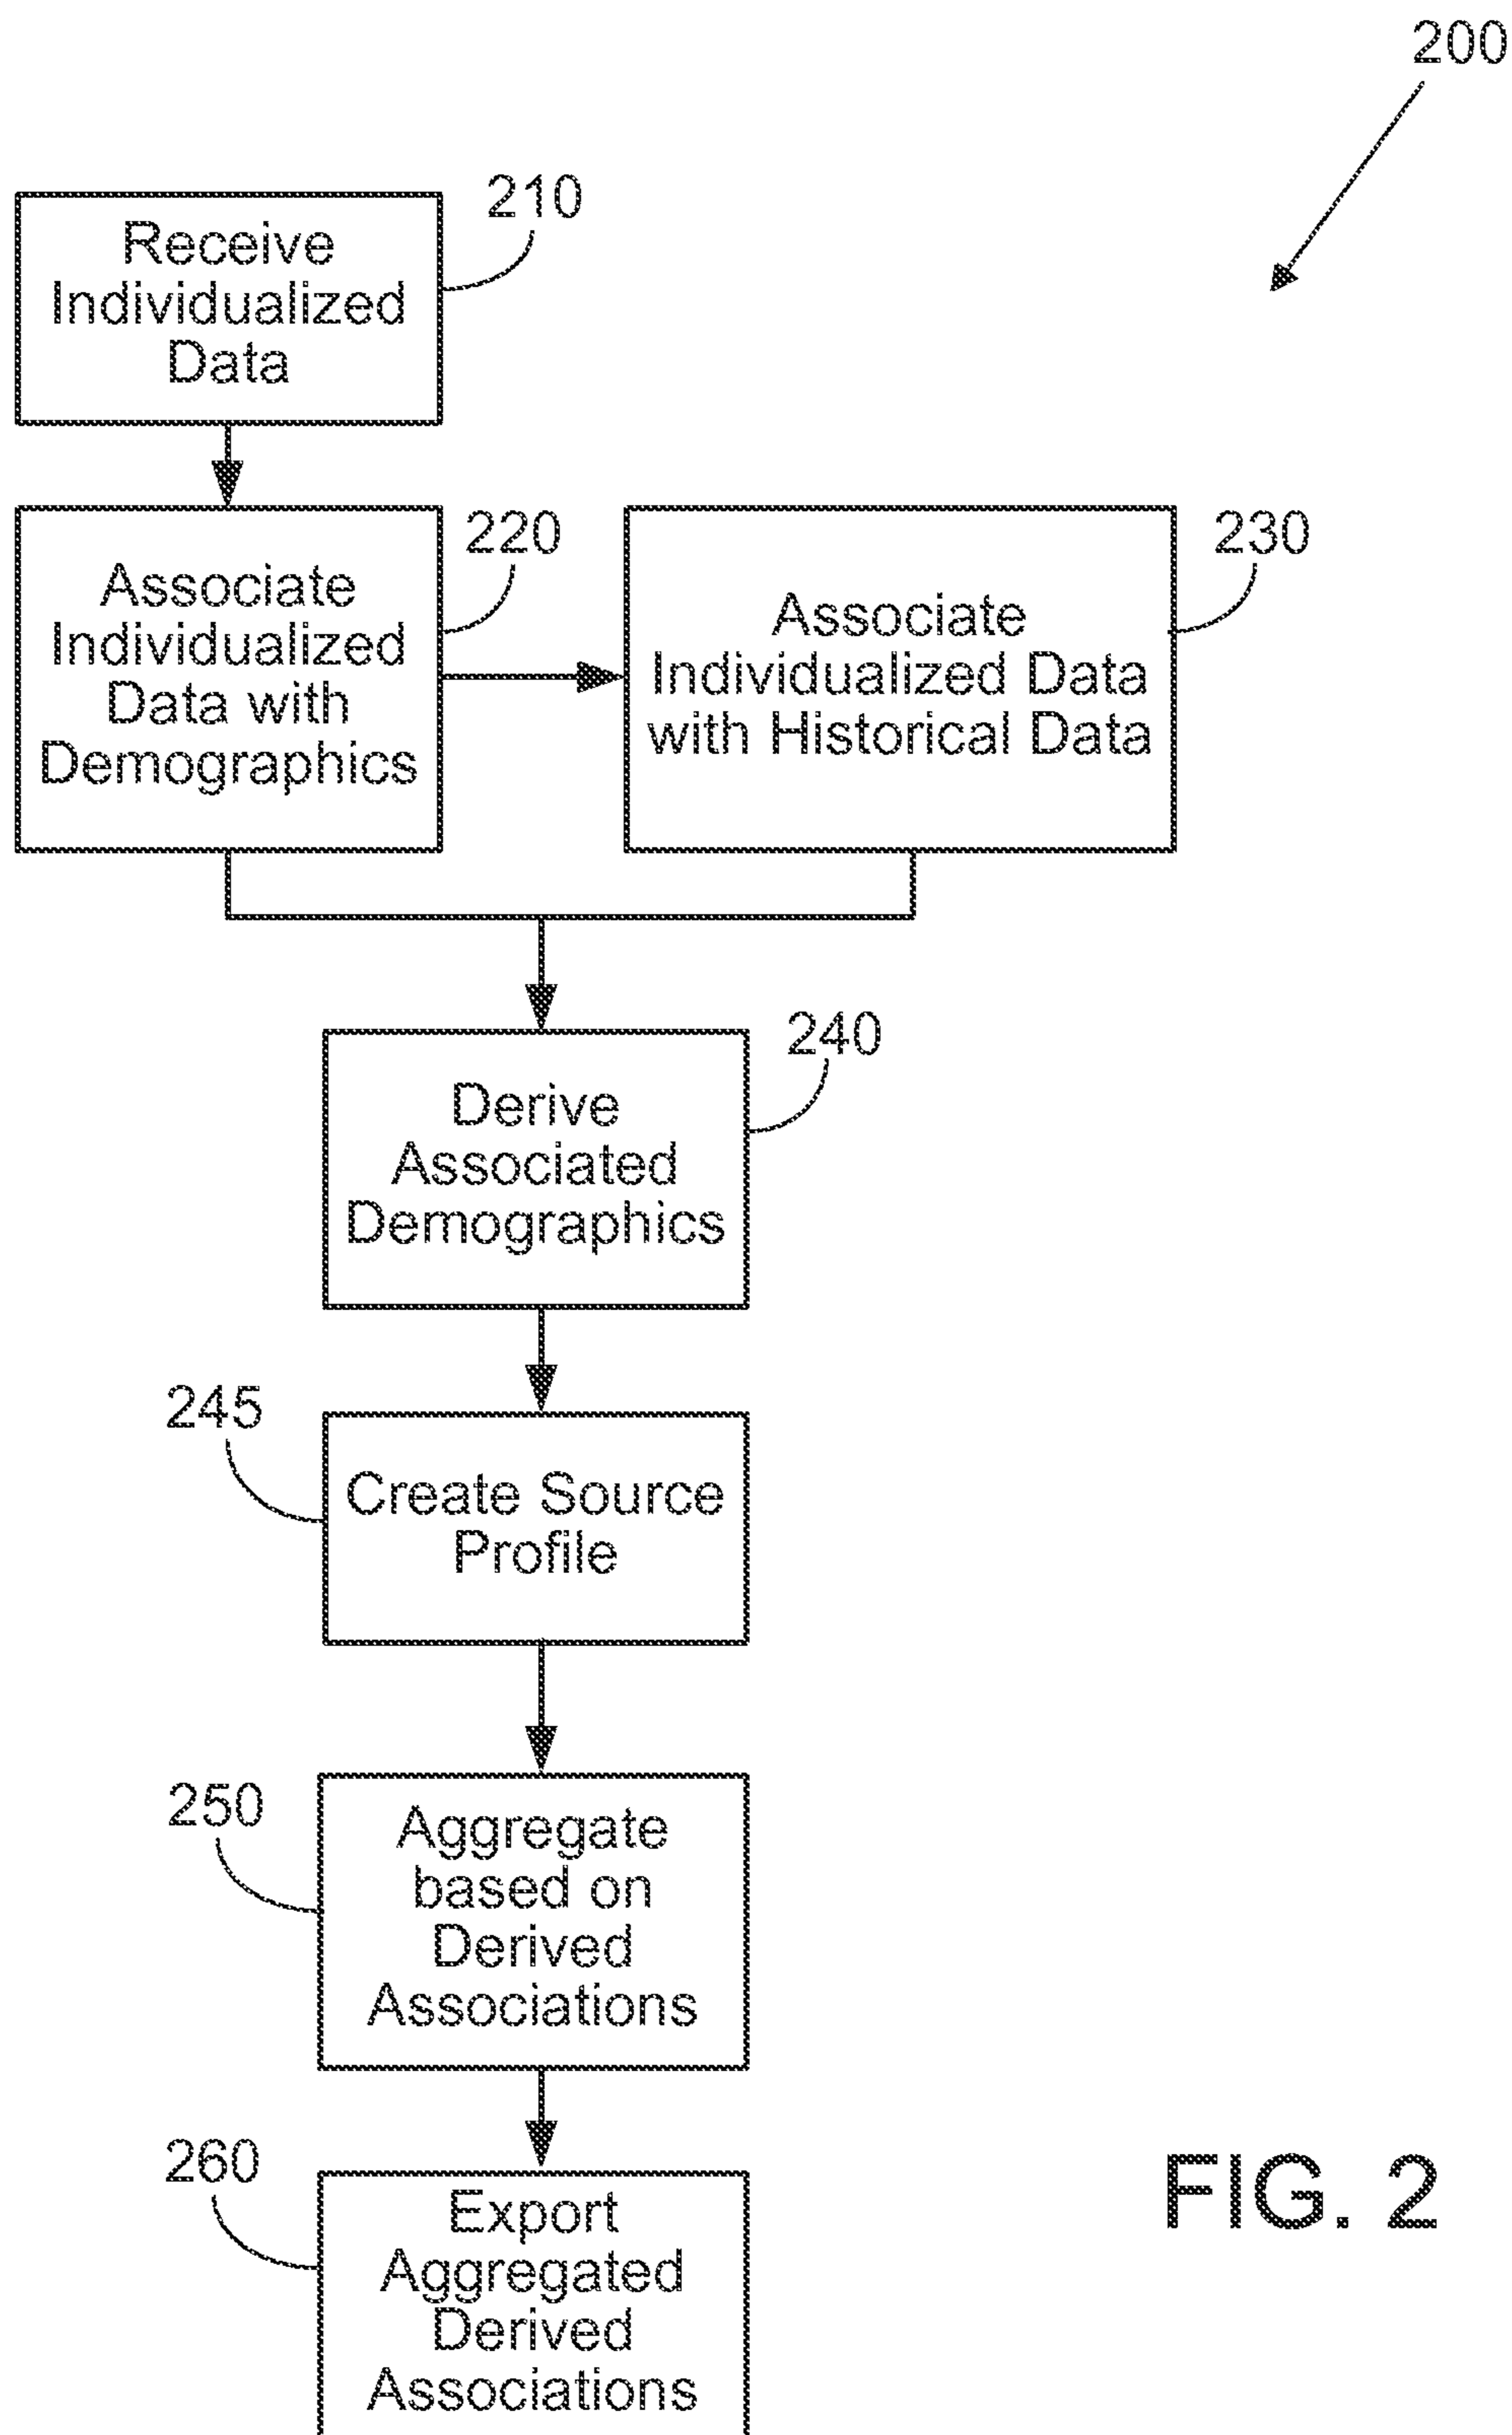 200
210
Receive
Individualized
Data
220
Associate
Individualized
Data with
Demographics
230
Associate
Individualized Data
with Historical Data
240
Derive
Associated
Demographics
245
Create Source
Profile
250
Aggregate
based on
Derived
Associations
260
Export
Aggregated
Derived
Associations
FIG. 2